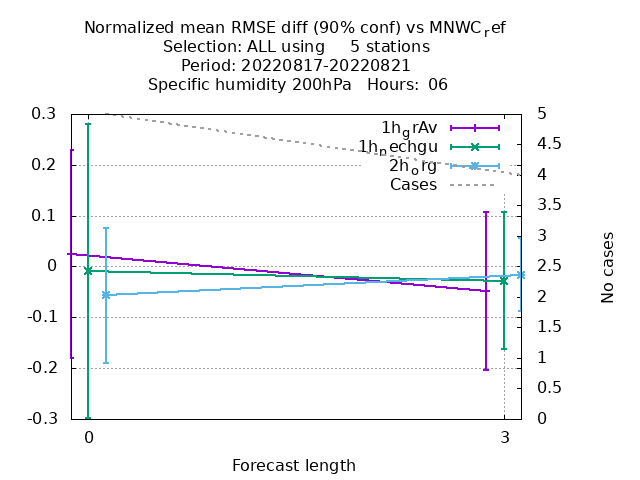 Normalized mean RMSE diff (90% conf) vs MNWC_ref
Selection: ALL using 5 stations
Period: 20220817-20220821
Specific humidity 200hPa Hours: 06
0.3
0.2
0.1
0
-0.1
-0.2
-0.3
1h_grAv
1h_nechgu
2h_org
Cases
5
4.5
4
3.5
3
2.5
2
1.5
1
0.5
0
No cases
0
3
Forecast length